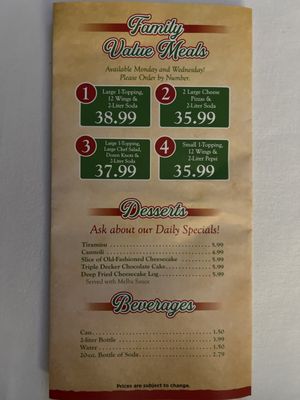 Family
Value Meals
Available Monday and Wednesday!
Please Order by Number.
1
Large 1-Topping,
12 Wings &
2-Liter Soda
38.99
2
2 Large Cheese
Pizzas &
2-Liter Soda
35.99
3
Large 1-Topping,
Large Chef Salad,
Dozen Knots &
2-Liter Soda
37.99
4
Small 1-Topping,
12 Wings &
2-Liter Pepsi
35.99
Desserts
Ask about our Daily Specials!
Tiramisu 5.99
Cannoli 4.99
Slice of Old-Fashioned Cheesecake 5.99
Triple Decker Chocolate Cake 5.99
Deep Fried Cheesecake Log 5.99
Served with Melba Sauce
Beverages
Can 1.50
2-liter Bottle 3.99
Water 1.50
20-oz. Bottle of Soda 2.79
Prices are subject to change.